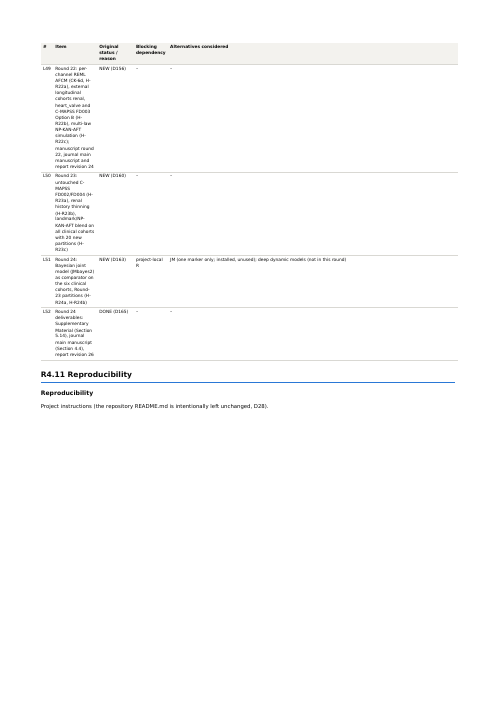 # Item Original status / reason Blocking dependency Alternatives considered
L49 Round 22: per- NEW (D156) – –
channel REML
AFCM (CK-6d, H-
R22a), external
longitudinal
cohorts renal,
heart_valve and
C-MAPSS FD003
Option B (H-
R22b), multi-law
NP-KAN-AFT
simulation (H-
R22c);
manuscript round
22, journal main
manuscript and
report revision 24
L50 Round 23: NEW (D160) – –
untouched C-
MAPSS
FD002/FD004 (H-
R23a), renal
history thinning
(H-R23b),
landmark/NP-
KAN-AFT blend on
all clinical cohorts
with 20 new
partitions (H-
R23c)
L51 Round 24: NEW (D163) project-local JM (one marker only; installed, unused); deep dynamic models (not in this round)
Bayesian joint R
model (JMbayes2)
as comparator on
the six clinical
cohorts, Round-
23 partitions (H-
R24a, H-R24b)
L52 Round 24 DONE (D165) – –
deliverables:
Supplementary
Material (Section
S.14), journal
main manuscript
(Section 4.4),
report revision 26
R4.11 Reproducibility
Reproducibility
Project instructions (the repository README.md is intentionally left unchanged, D28).